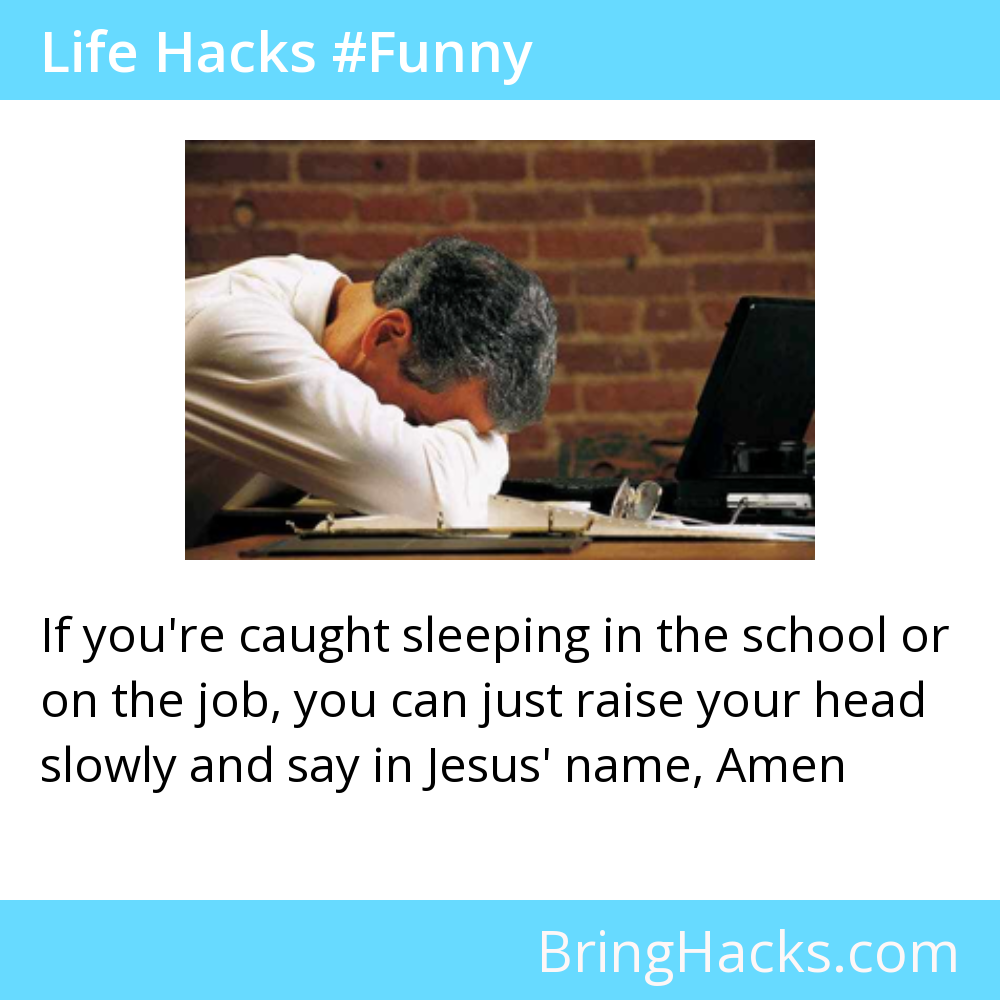 Life Hacks #Funny
If you're caught sleeping in the school or
on the job, you can just raise your head
slowly and say in Jesus' name, Amen
BringHacks.com